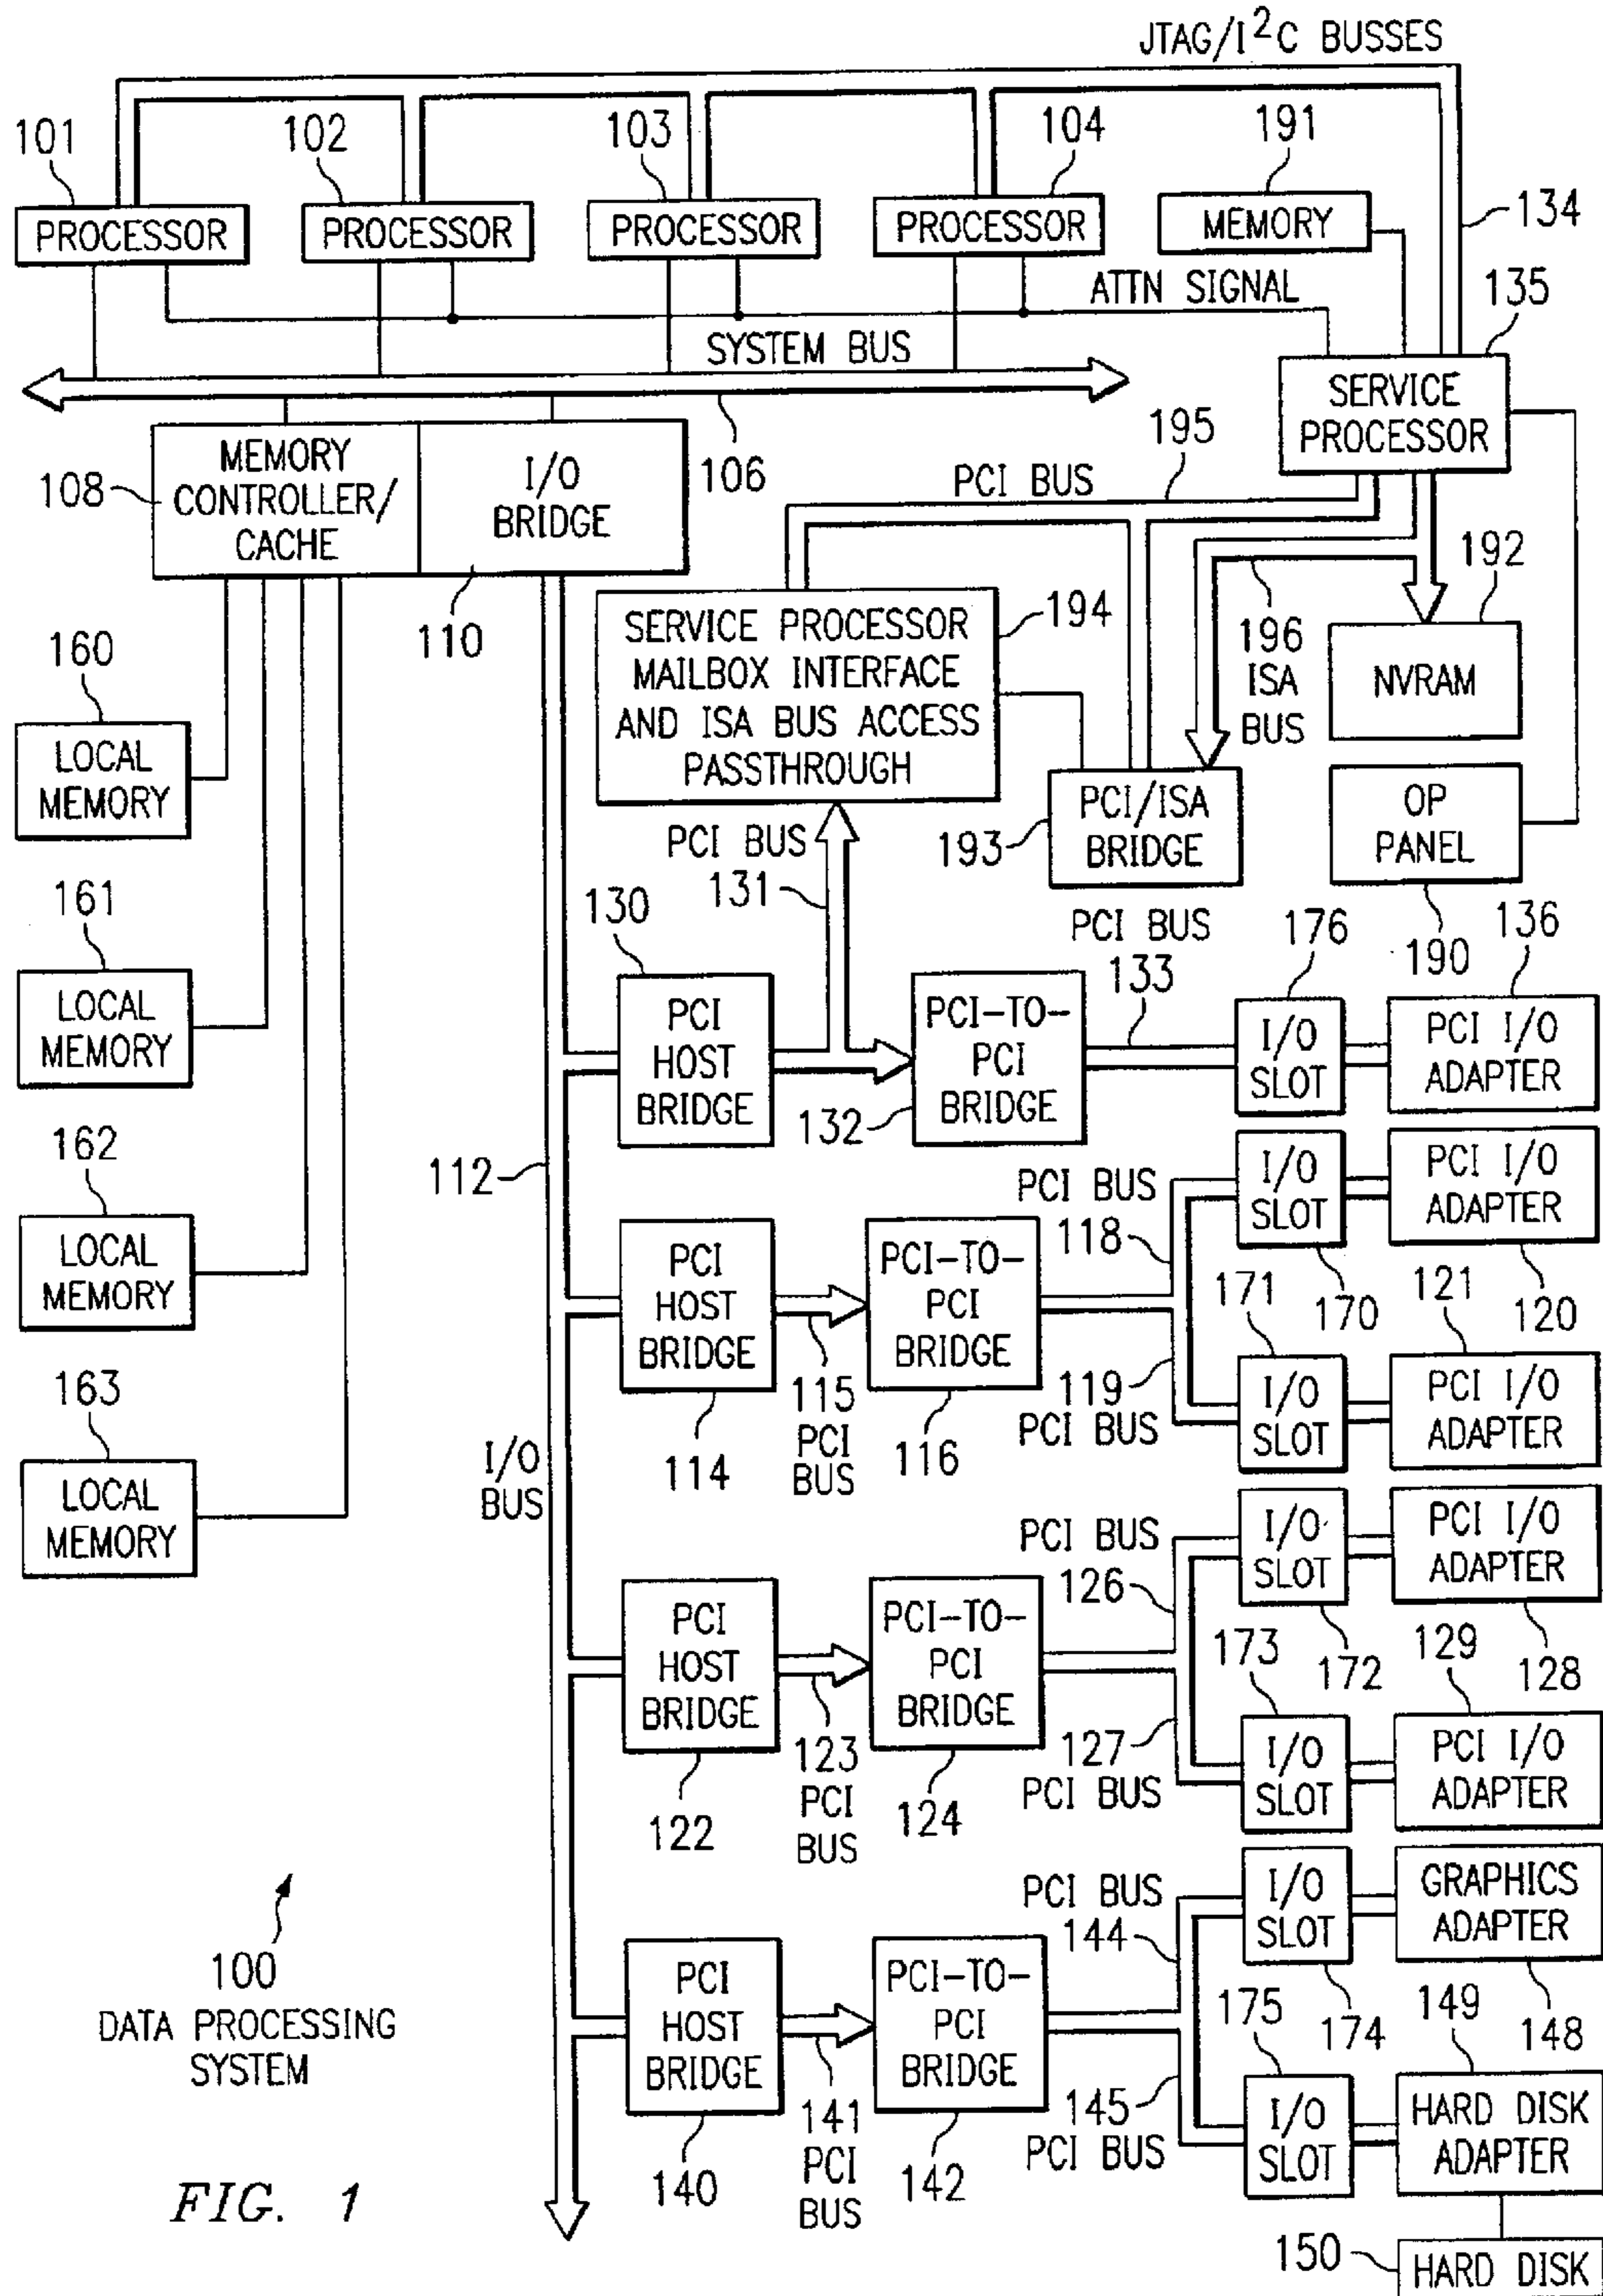 JTAG/I²C BUSSES
101
102
103
104
191
PROCESSOR
PROCESSOR
PROCESSOR
PROCESSOR
MEMORY
134
ATTN SIGNAL
135
SYSTEM BUS
SERVICE
PROCESSOR
108
MEMORY
CONTROLLER/
CACHE
I/O
BRIDGE
106
110
PCI BUS
195
192
196
ISA
BUS
NVRAM
SERVICE PROCESSOR
MAILBOX INTERFACE
AND ISA BUS ACCESS
PASSTHROUGH
194
160
LOCAL
MEMORY
193
PCI/ISA
BRIDGE
OP
PANEL
190
PCI BUS
131
161
LOCAL
MEMORY
130
PCI
HOST
BRIDGE
PCI-TO-
PCI
BRIDGE
132
PCI BUS
133
176
I/O
SLOT
136
PCI I/O
ADAPTER
162
LOCAL
MEMORY
112
PCI BUS
118
I/O
SLOT
170
PCI I/O
ADAPTER
120
PCI
HOST
BRIDGE
114
115
PCI
BUS
PCI-TO-
PCI
BRIDGE
116
119
PCI BUS
171
I/O
SLOT
121
PCI I/O
ADAPTER
163
LOCAL
MEMORY
I/O
BUS
PCI BUS
126
I/O
SLOT
172
PCI I/O
ADAPTER
128
PCI
HOST
BRIDGE
122
123
PCI
BUS
PCI-TO-
PCI
BRIDGE
124
127
PCI BUS
173
I/O
SLOT
129
PCI I/O
ADAPTER
100
DATA PROCESSING
SYSTEM
PCI BUS
144
I/O
SLOT
174
GRAPHICS
ADAPTER
148
PCI
HOST
BRIDGE
140
141
PCI
BUS
PCI-TO-
PCI
BRIDGE
142
145
PCI BUS
175
I/O
SLOT
149
HARD DISK
ADAPTER
150
HARD DISK
FIG. 1